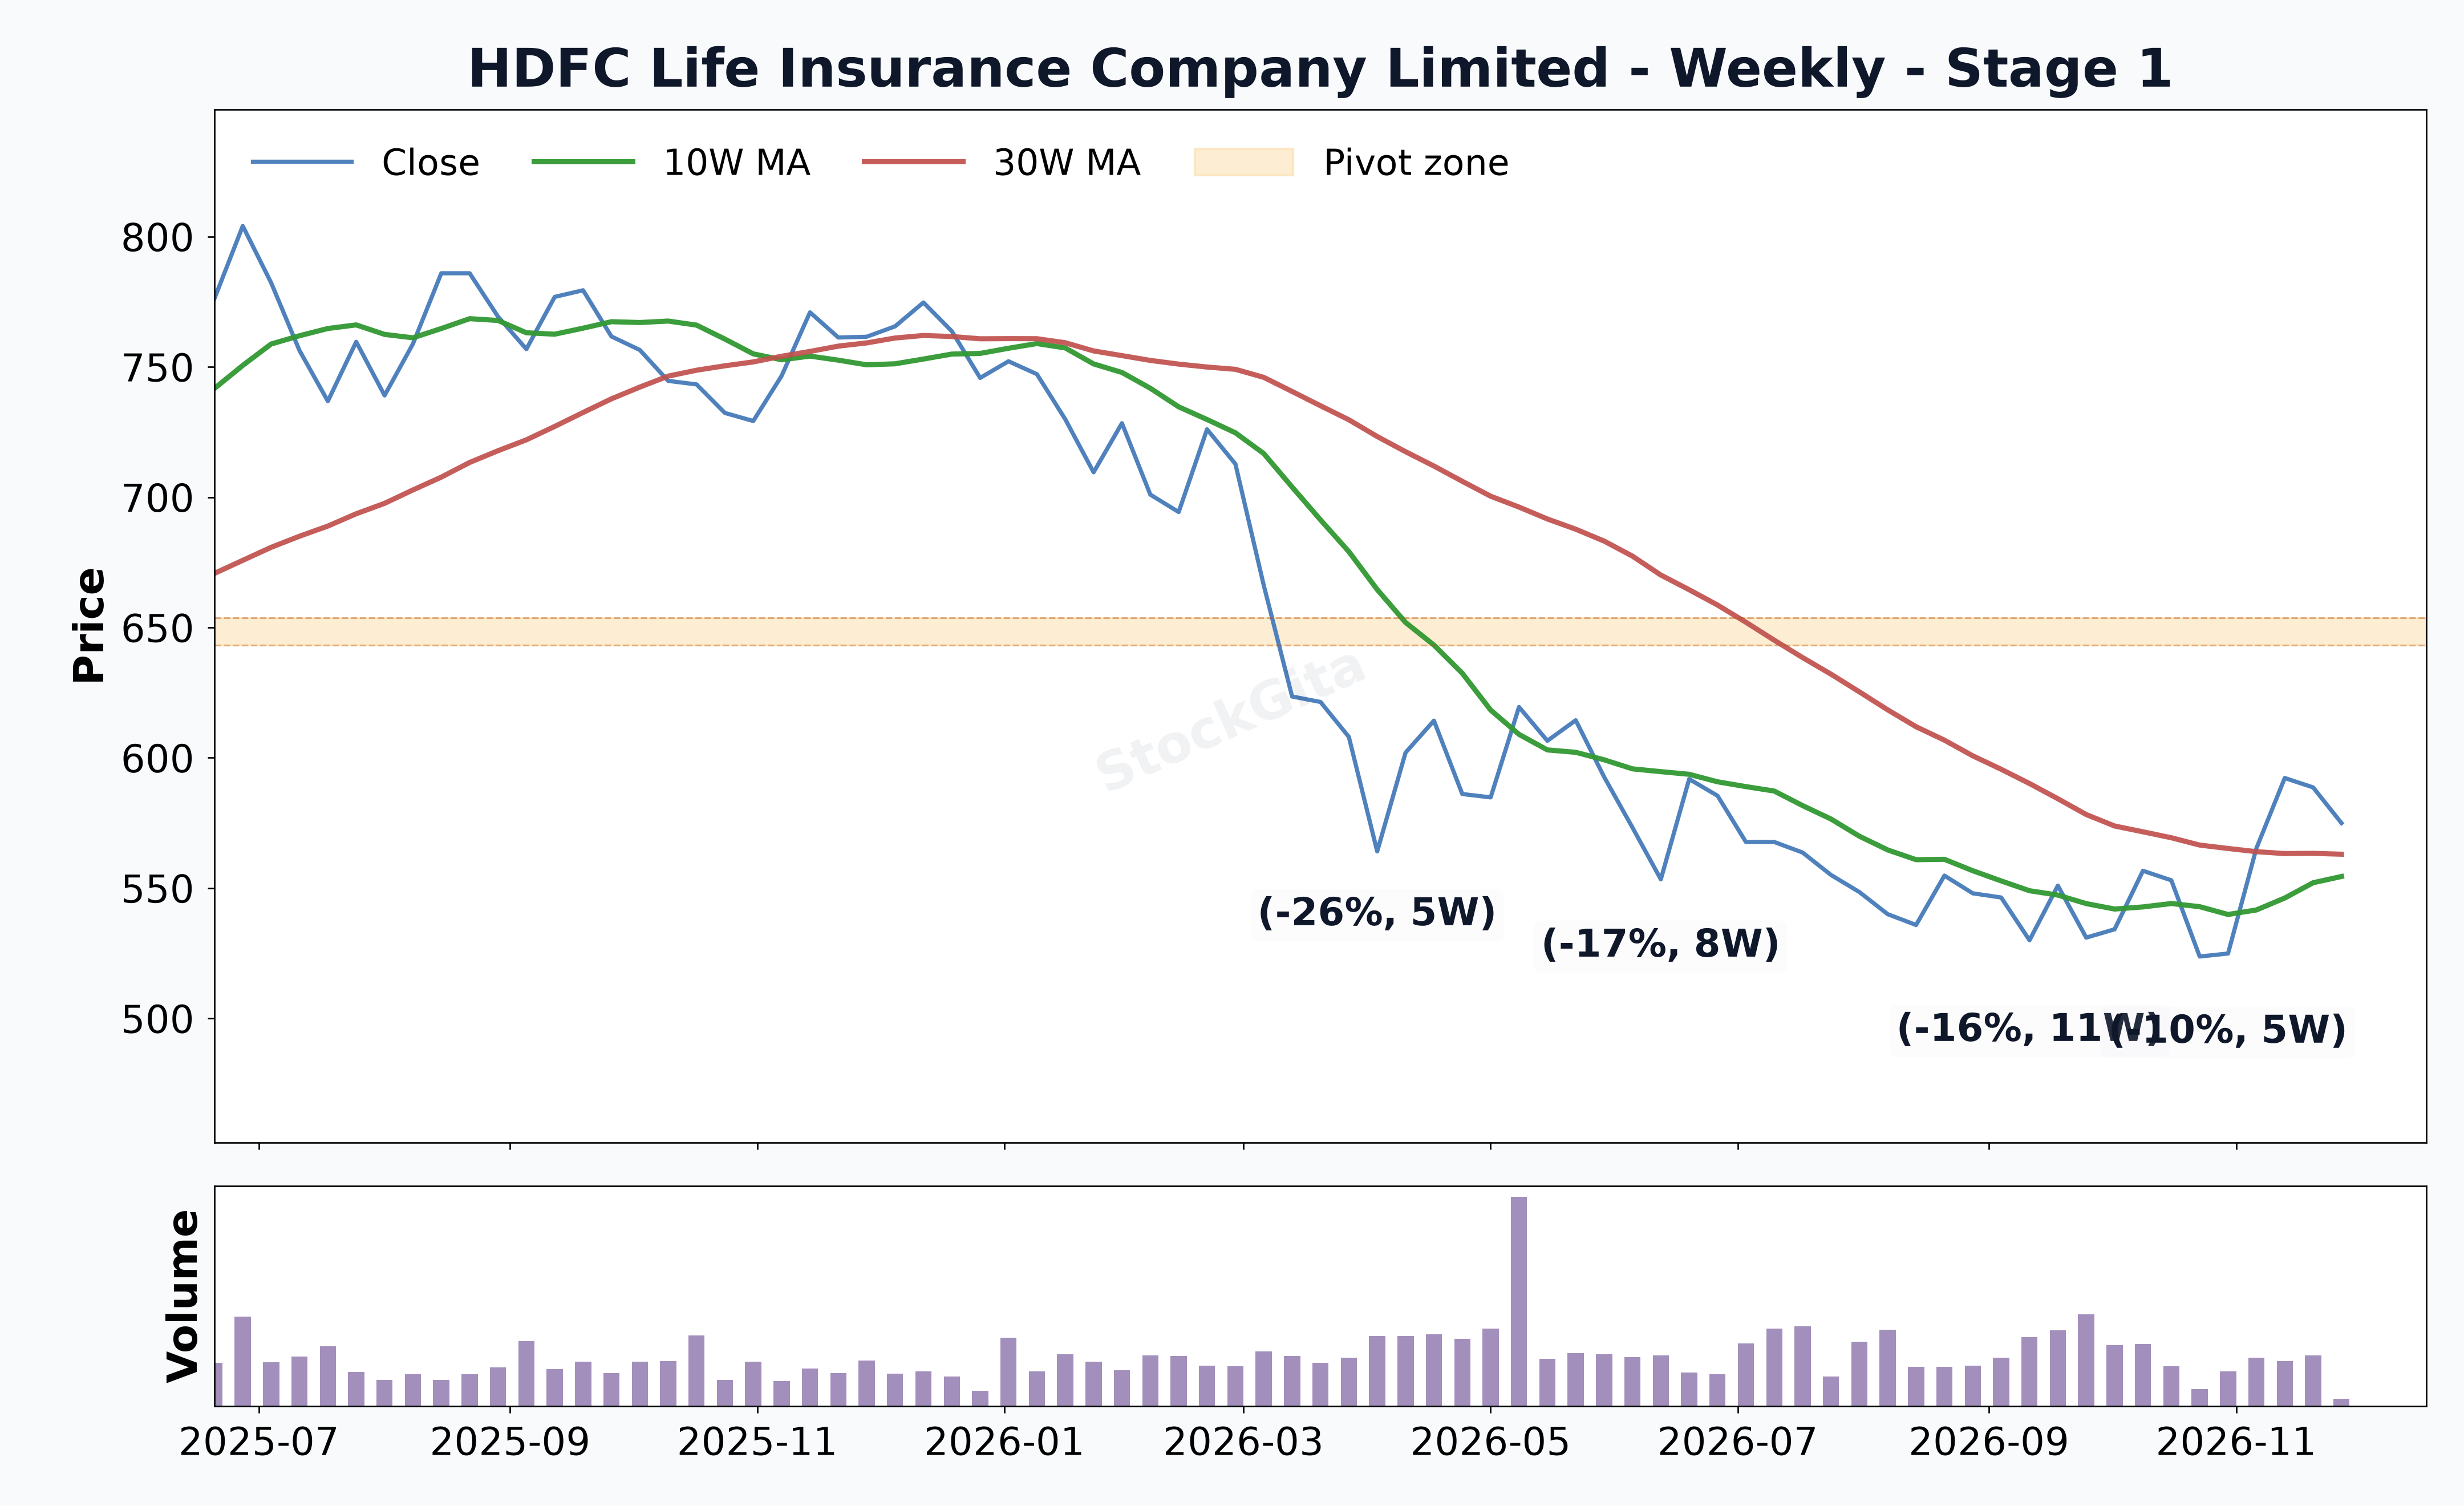 HDFC Life Insurance Company Limited - Weekly - Stage 1
Close 10W MA 30W MA Pivot zone
800
750
700
650
600
550
500
Price
StockGita
(-26%, 5W)
(-17%, 8W)
(-16%, 11W)
(-10%, 5W)
Volume
2025-07 2025-09 2025-11 2026-01 2026-03 2026-05 2026-07 2026-09 2026-11